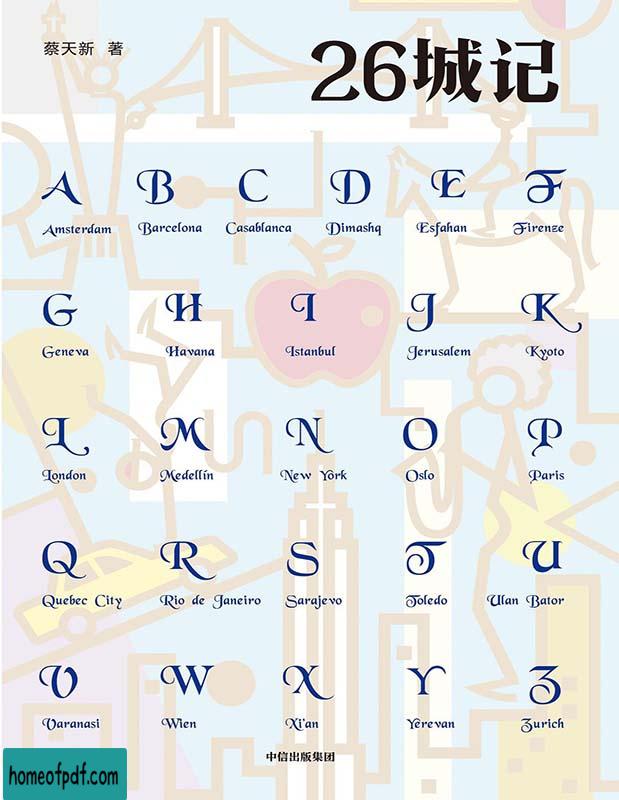 蔡天新 著
26城记
A B C D E F
Amsterdam Barcelona Casablanca Dimashq Esfahan Firenze
G H I J K
Geneva Havana Istanbul Jerusalem Kyoto
L M N O P
London Medellín New York Oslo Paris
Q R S T U
Quebec City Rio de Janeiro Sarajevo Toledo Ulan Bator
V W X Y Z
Varanasi Wien Xi'an Yerevan Zurich
中信出版集团
homeofpdf.com